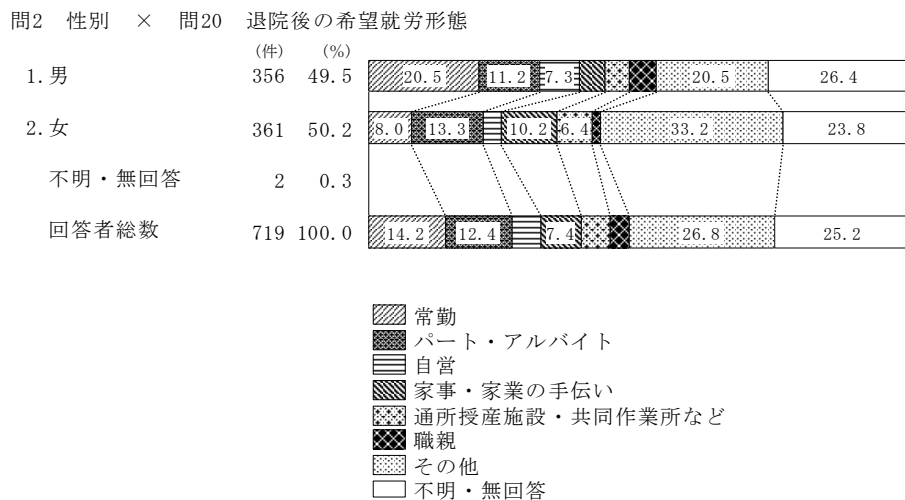 問2 性別 × 問20 退院後の希望就労形態
(件) (%)
1.男 356 49.5 20.5 11.2 7.3 20.5 26.4
2.女 361 50.2 8.0 13.3 10.2 6.4 33.2 23.8
不明・無回答 2 0.3
回答者総数 719 100.0 14.2 12.4 7.4 26.8 25.2
常勤
パート・アルバイト
自営
家事・家業の手伝い
通所授産施設・共同作業所など
職親
その他
不明・無回答